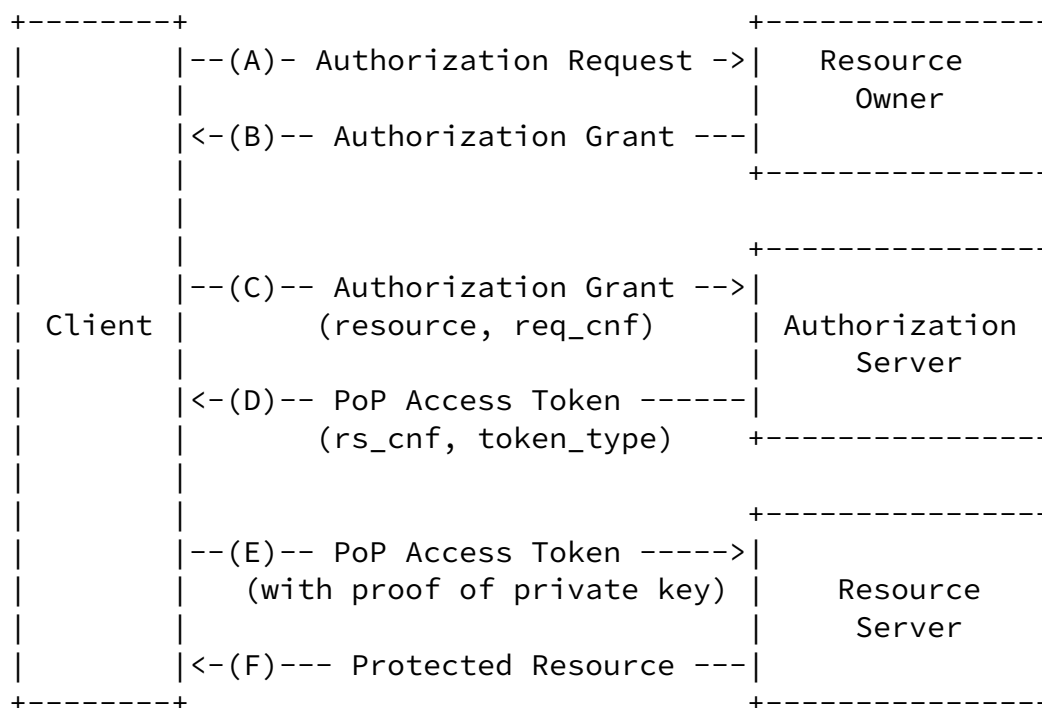 +--------+                               +----------------
|        |--(A)- Authorization Request ->|   Resource
|        |                               |     Owner
|        |<-(B)-- Authorization Grant ---|
|        |                               +----------------
|        |
|        |                               +----------------
|        |--(C)-- Authorization Grant -->|
| Client |       (resource, req_cnf)     | Authorization
|        |                               |     Server
|        |<-(D)-- PoP Access Token ------|
|        |       (rs_cnf, token_type)    +----------------
|        |
|        |                               +----------------
|        |--(E)-- PoP Access Token ----->|
|        |   (with proof of private key) |    Resource
|        |                               |     Server
|        |<-(F)--- Protected Resource ---|
+--------+                               +----------------